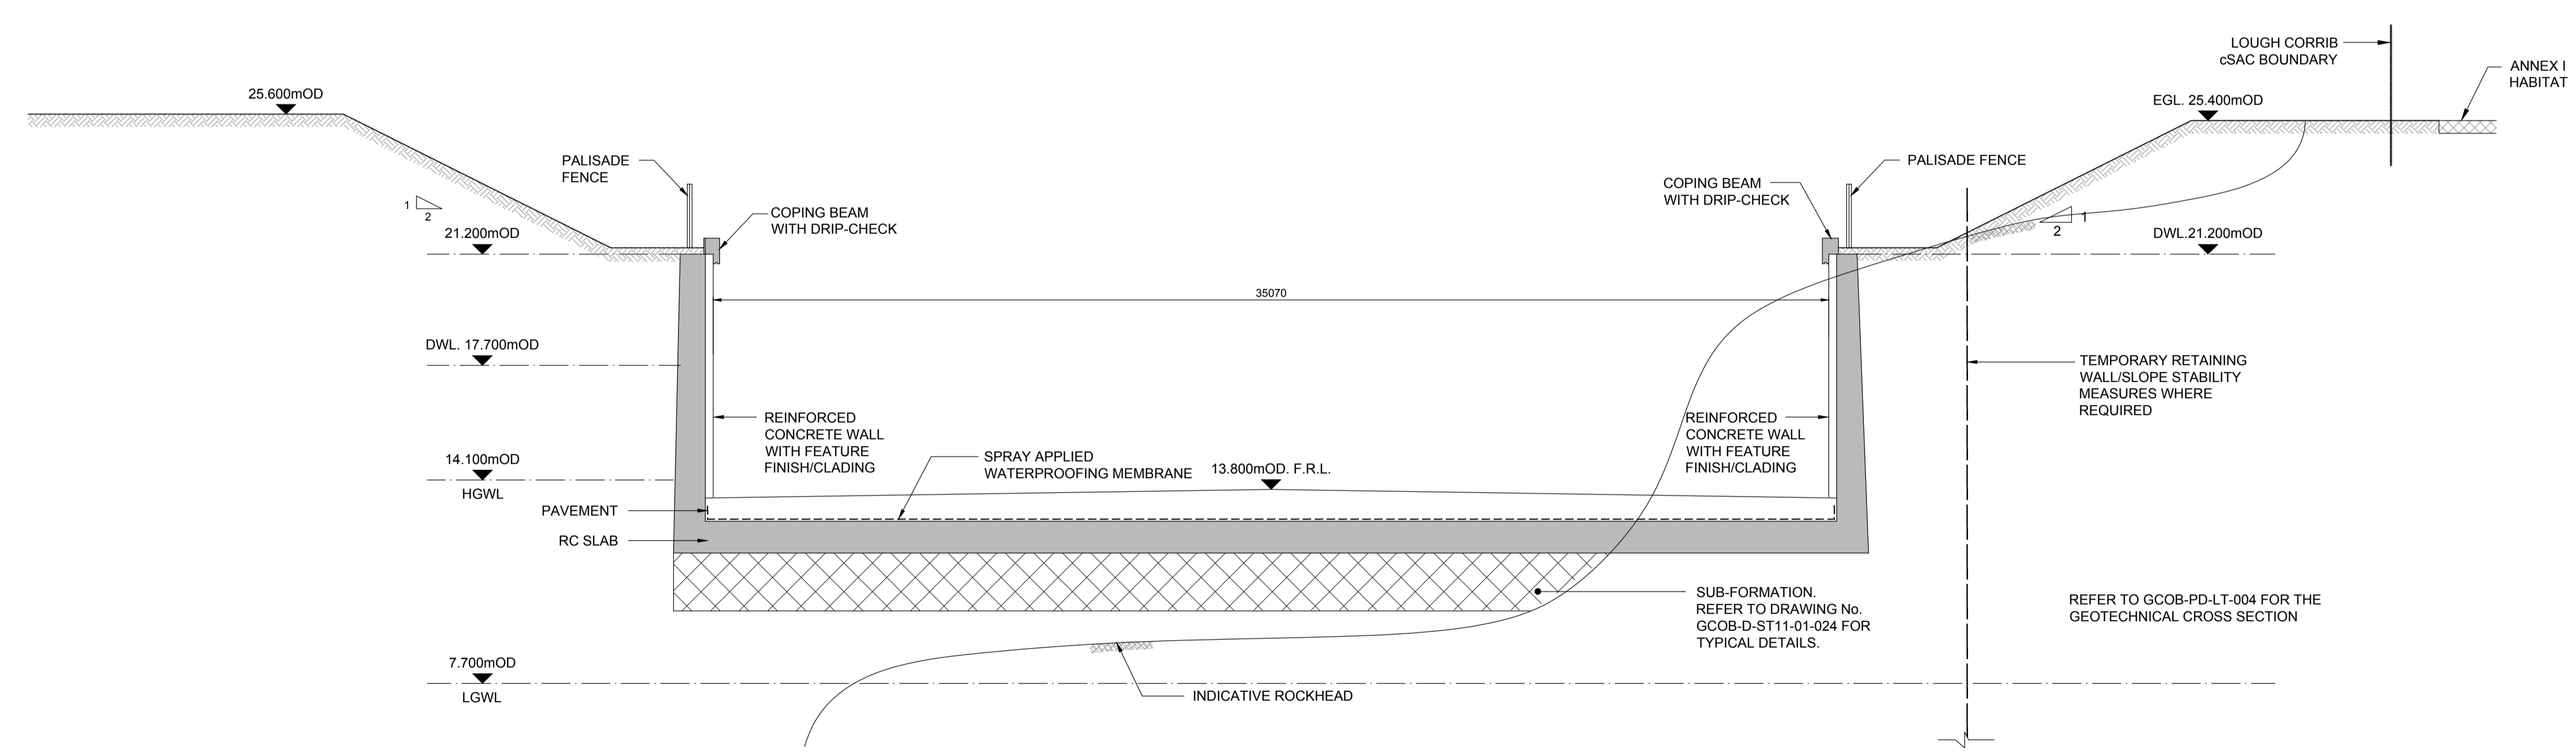 LOUGH CORRIB
cSAC BOUNDARY
ANNEX I
HABITAT
25.600mOD
EGL. 25.400mOD
PALISADE
FENCE
PALISADE FENCE
COPING BEAM
WITH DRIP-CHECK
COPING BEAM
WITH DRIP-CHECK
1
2
1
2
21.200mOD
DWL.21.200mOD
35070
DWL. 17.700mOD
TEMPORARY RETAINING
WALL/SLOPE STABILITY
MEASURES WHERE
REQUIRED
REINFORCED
CONCRETE WALL
WITH FEATURE
FINISH/CLADING
REINFORCED
CONCRETE WALL
WITH FEATURE
FINISH/CLADING
SPRAY APPLIED
WATERPROOFING MEMBRANE
13.800mOD. F.R.L.
14.100mOD
HGWL
PAVEMENT
RC SLAB
SUB-FORMATION.
REFER TO DRAWING No.
GCOB-D-ST11-01-024 FOR
TYPICAL DETAILS.
REFER TO GCOB-PD-LT-004 FOR THE
GEOTECHNICAL CROSS SECTION
7.700mOD
LGWL
INDICATIVE ROCKHEAD